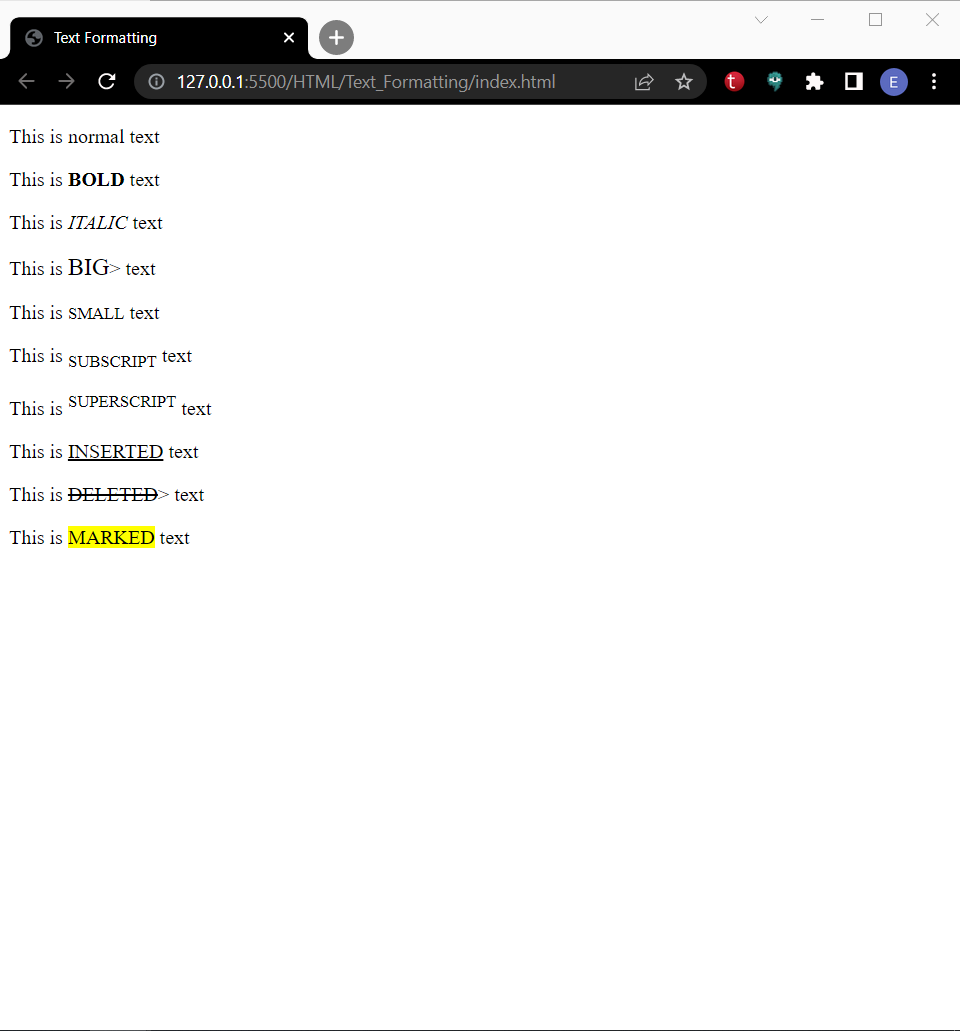 Text Formatting
127.0.0.1:5500/HTML/Text_Formatting/index.html
t
E
This is normal text
This is BOLD text
This is ITALIC text
This is BIG> text
This is SMALL text
This is SUBSCRIPT text
This is SUPERSCRIPT text
This is INSERTED text
This is DELETED> text
This is MARKED text